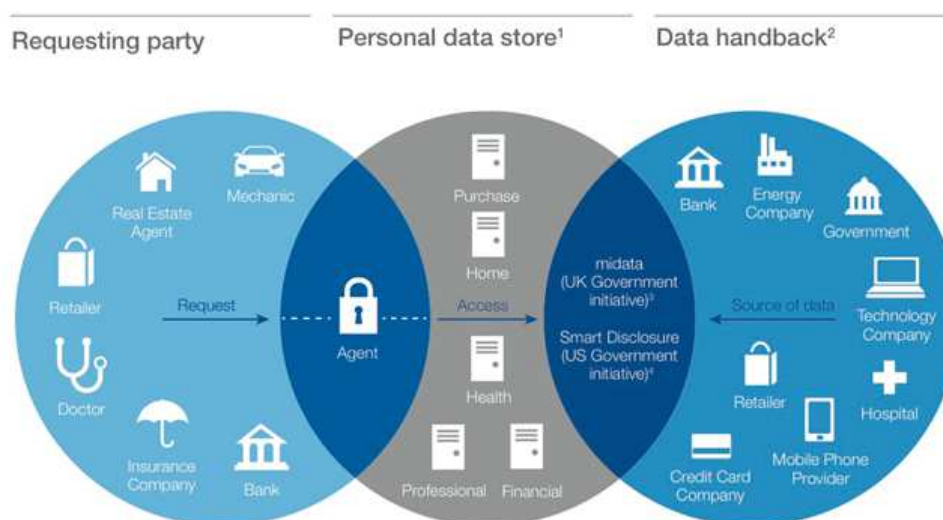 Requesting party
Personal data store¹
Data handback²
Mechanic
Real Estate
Agent
Retailer
Request
Doctor
Insurance
Company
Bank
Agent
Purchase
Home
Access
Health
Professional
Financial
midata
(UK Government
initiative)³
Smart Disclosure
(US Government
initiative)⁴
Bank
Energy
Company
Government
Source of data
Technology
Company
Retailer
Hospital
Mobile Phone
Provider
Credit Card
Company